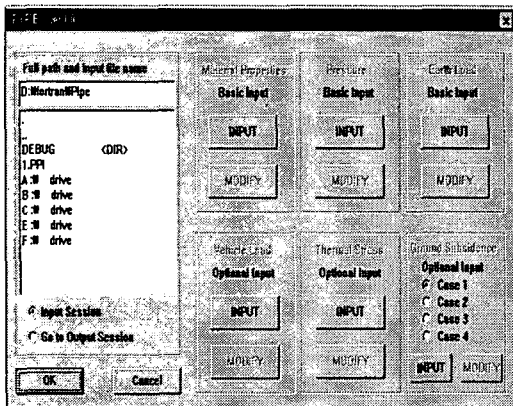 Full path and Input file name
D:\fortran\Pipe
.
..
DEBUG <DIR>
1.PPI
A:\ drive
B:\ drive
C:\ drive
E:\ drive
F:\ drive
Input Session
Go to Output Session
OK
Cancel
Mineral Properties
Basic Input
INPUT
MODIFY
Pressure
Basic Input
INPUT
MODIFY
Earth Load
Basic Input
INPUT
MODIFY
Vehicle Load
Optional Input
INPUT
MODIFY
Thermal Stress
Optional Input
INPUT
MODIFY
Ground Subsidence
Optional Input
Case 1
Case 2
Case 3
Case 4
INPUT
MODIFY